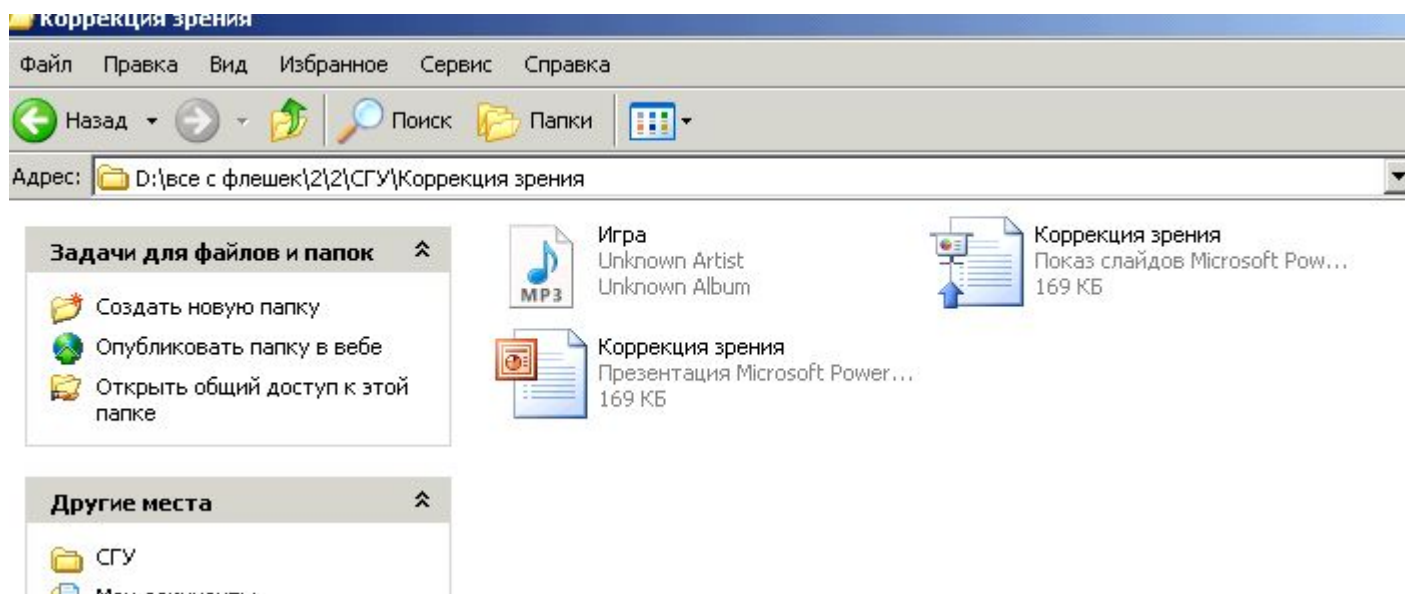 Коррекция зрения
Файл Правка Вид Избранное Сервис Справка
Назад Поиск Папки
Адрес: D:\все с флешек\2\2\СГУ\Коррекция зрения
Задачи для файлов и папок
Создать новую папку
Опубликовать папку в вебе
Открыть общий доступ к этой
папке
Другие места
СГУ
Мои документы
Игра
Unknown Artist
Unknown Album
MP3
Коррекция зрения
Показ слайдов Microsoft Pow...
169 КБ
Коррекция зрения
Презентация Microsoft Power...
169 КБ